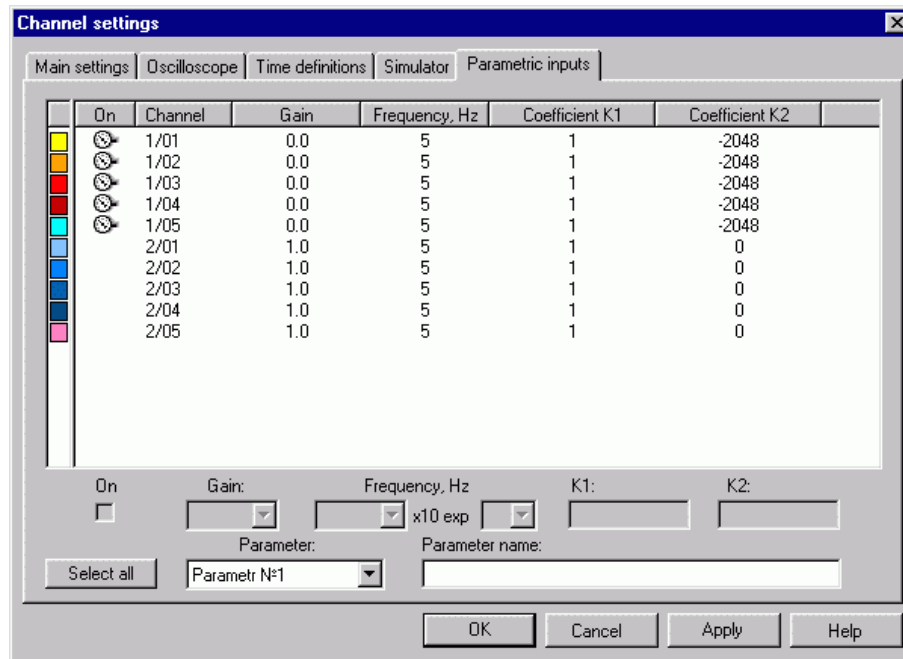 Channel settings
Main settings Oscilloscope Time definitions Simulator Parametric inputs
On Channel Gain Frequency, Hz Coefficient K1 Coefficient K2
1/01 0.0 5 1 -2048
1/02 0.0 5 1 -2048
1/03 0.0 5 1 -2048
1/04 0.0 5 1 -2048
1/05 0.0 5 1 -2048
2/01 1.0 5 1 0
2/02 1.0 5 1 0
2/03 1.0 5 1 0
2/04 1.0 5 1 0
2/05 1.0 5 1 0
On Gain: Frequency, Hz K1: K2:
x10 exp
Parameter: Parameter name:
Select all Parametr №1
OK Cancel Apply Help